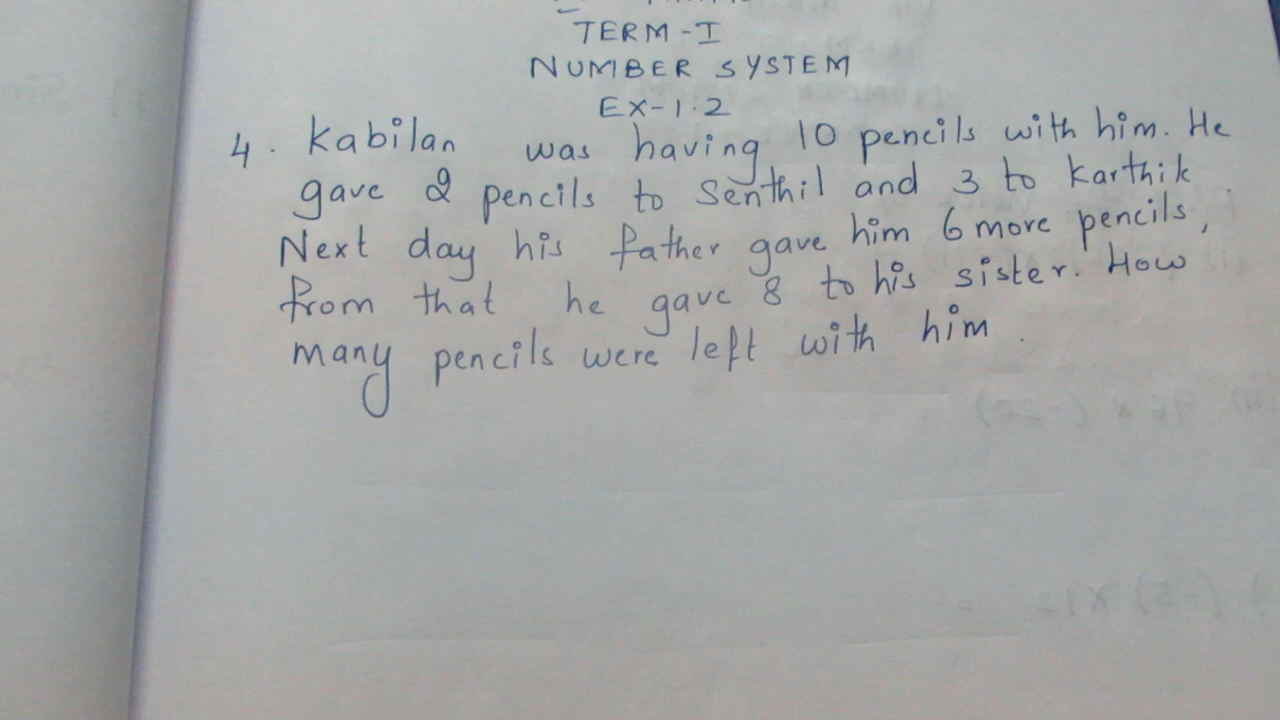 TERM-I
NUMBER SYSTEM
EX-1.2
4. Kabilan was having 10 pencils with him. He
gave 2 pencils to Senthil and 3 to Karthik.
Next day his father gave him 6 more pencils,
from that he gave 8 to his sister. How
many pencils were left with him.